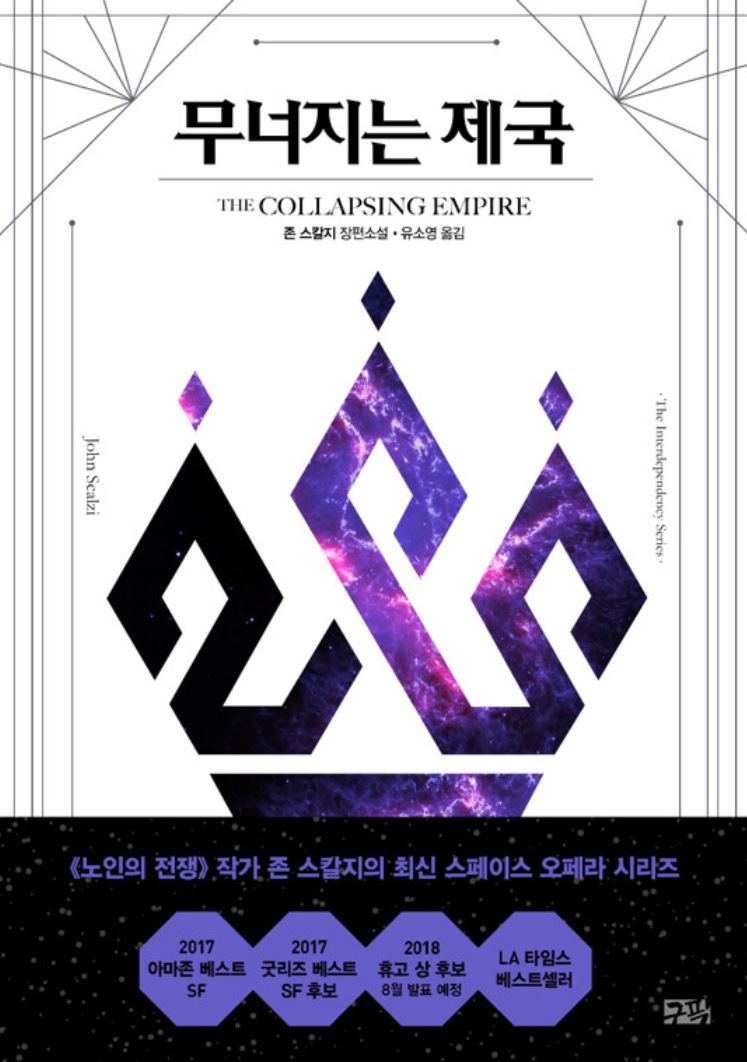 무너지는 제국
THE COLLAPSING EMPIRE
존 스칼지 장편소설 • 유소영 옮김
John Scalzi
· The Interdependency Series ·
《노인의 전쟁》 작가 존 스칼지의 최신 스페이스 오페라 시리즈
2017
아마존 베스트
SF
2017
굿리즈 베스트
SF 후보
2018
휴고 상 후보
8월 발표 예정
LA 타임스
베스트셀러
구픽